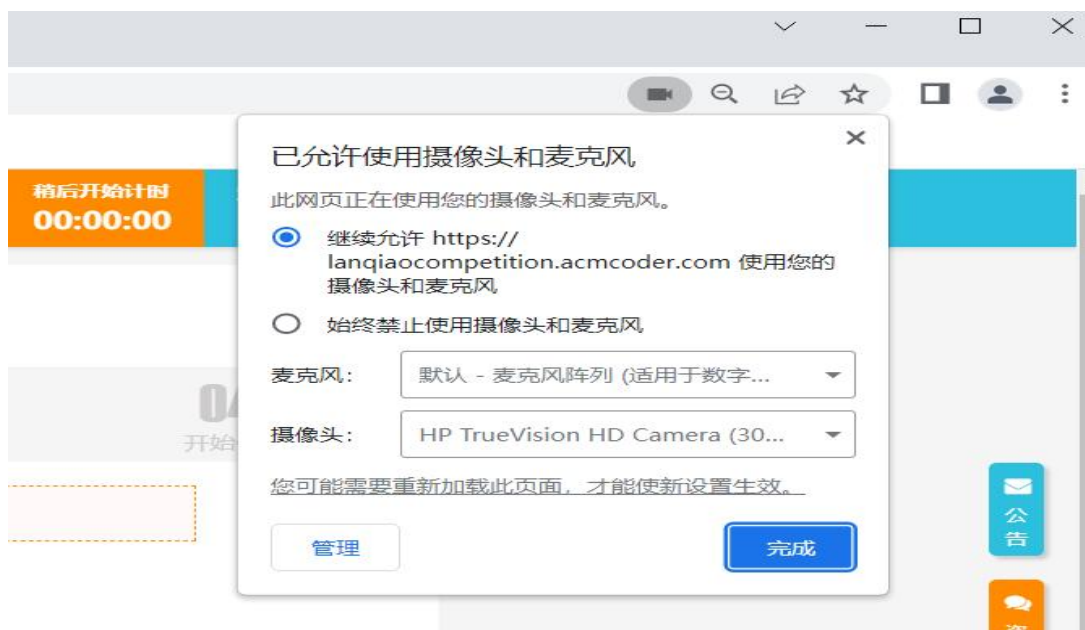 已允许使用摄像头和麦克风
此网页正在使用您的摄像头和麦克风。
稍后开始计时
00:00:00
继续允许 https://
lanqiaocompetition.acmcoder.com 使用您的
摄像头和麦克风
始终禁止使用摄像头和麦克风
麦克风:
默认 - 麦克风阵列 (适用于数字...
开始
摄像头:
HP TrueVision HD Camera (30...
您可能需要重新加载此页面，才能使新设置生效。
管理
完成
公告